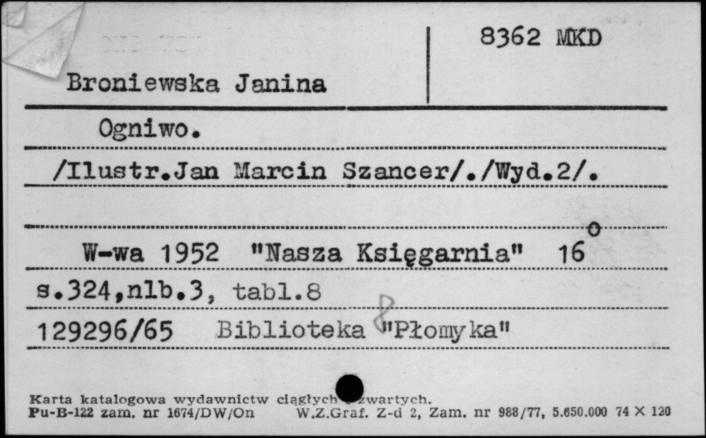 8362 MKD
Broniewska Janina
Ogniwo.
/Ilustr.Jan Marcin Szancer/./Wyd.2/.
W-wa 1952 "Nasza Księgarnia" 16°
s.324,nlb.3, tabl.8
129296/65 Biblioteka 8 "Płomyka"
Karta katalogowa wydawnictw ciągłych zwartych.
Pu-B-122 zam. nr 1674/DW/On W.Z.Graf. Z-d 2, Zam. nr 988/77, 5.650.000 74 X 120